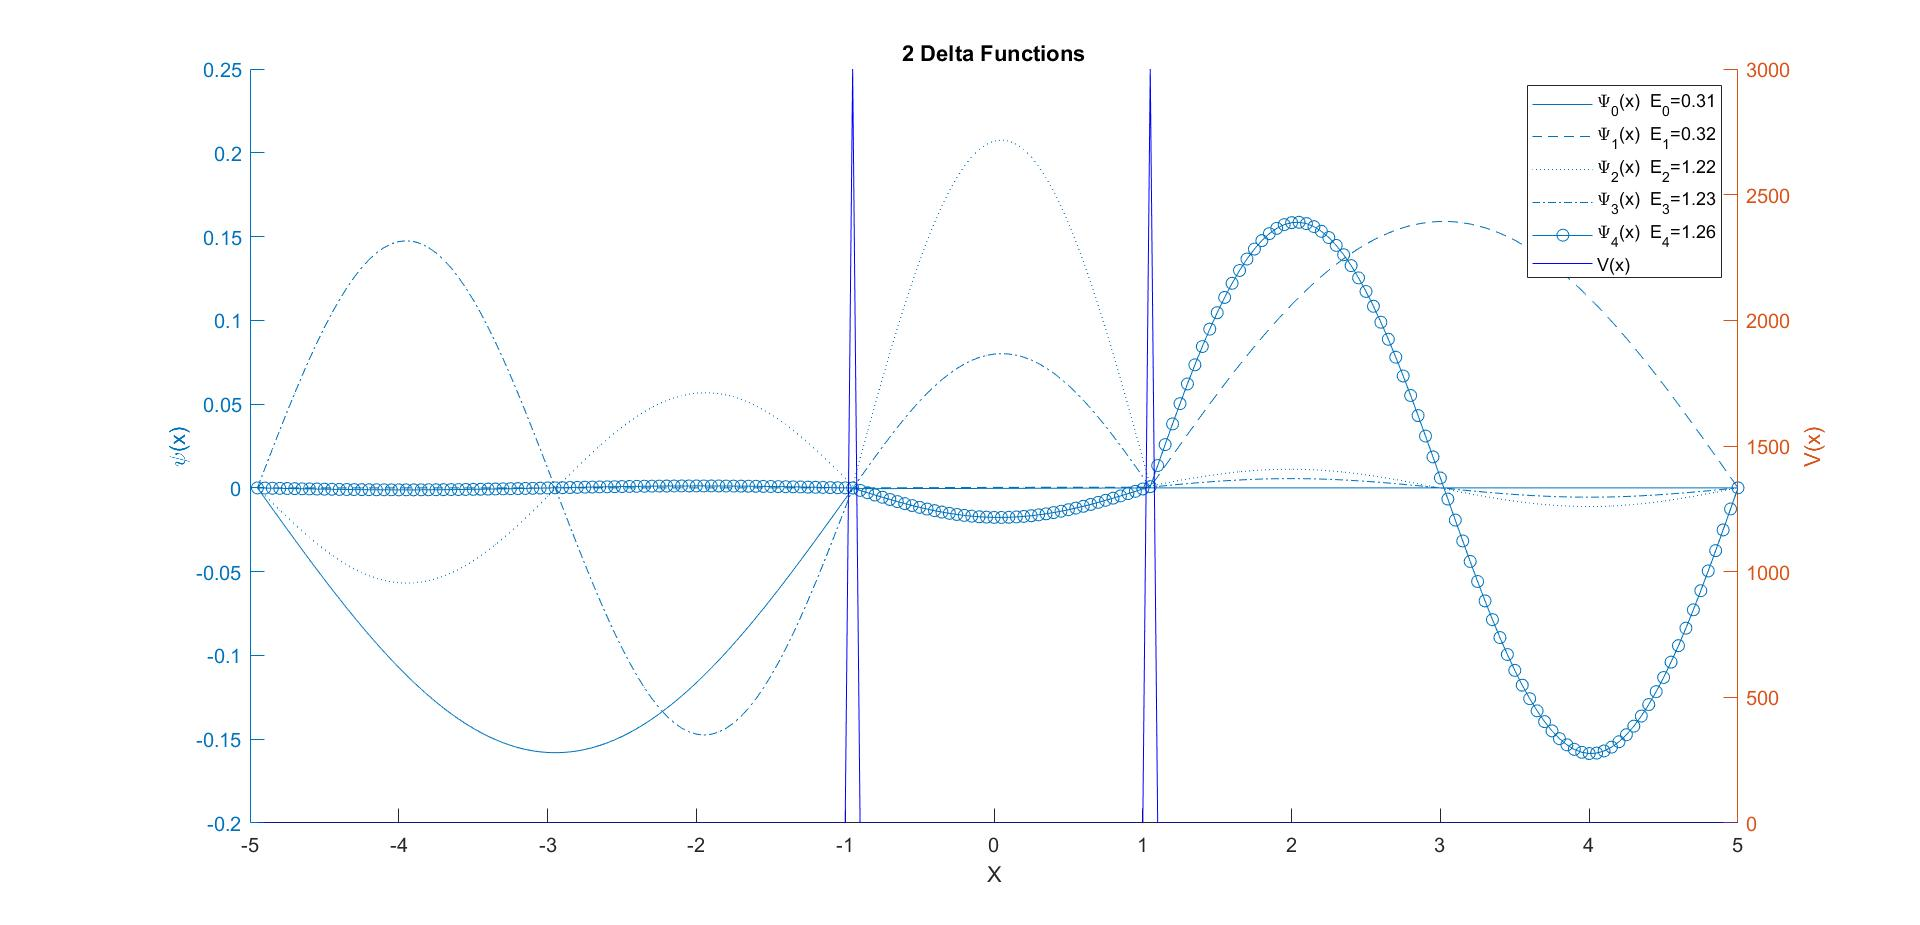 2 Delta Functions
0.25
0.2
0.15
0.1
0.05
0
-0.05
-0.1
-0.15
-0.2
ψ(x)
3000
2500
2000
1500
1000
500
0
V(x)
Ψ0(x) E0=0.31
Ψ1(x) E1=0.32
Ψ2(x) E2=1.22
Ψ3(x) E3=1.23
Ψ4(x) E4=1.26
V(x)
-5 -4 -3 -2 -1 0 1 2 3 4 5
X